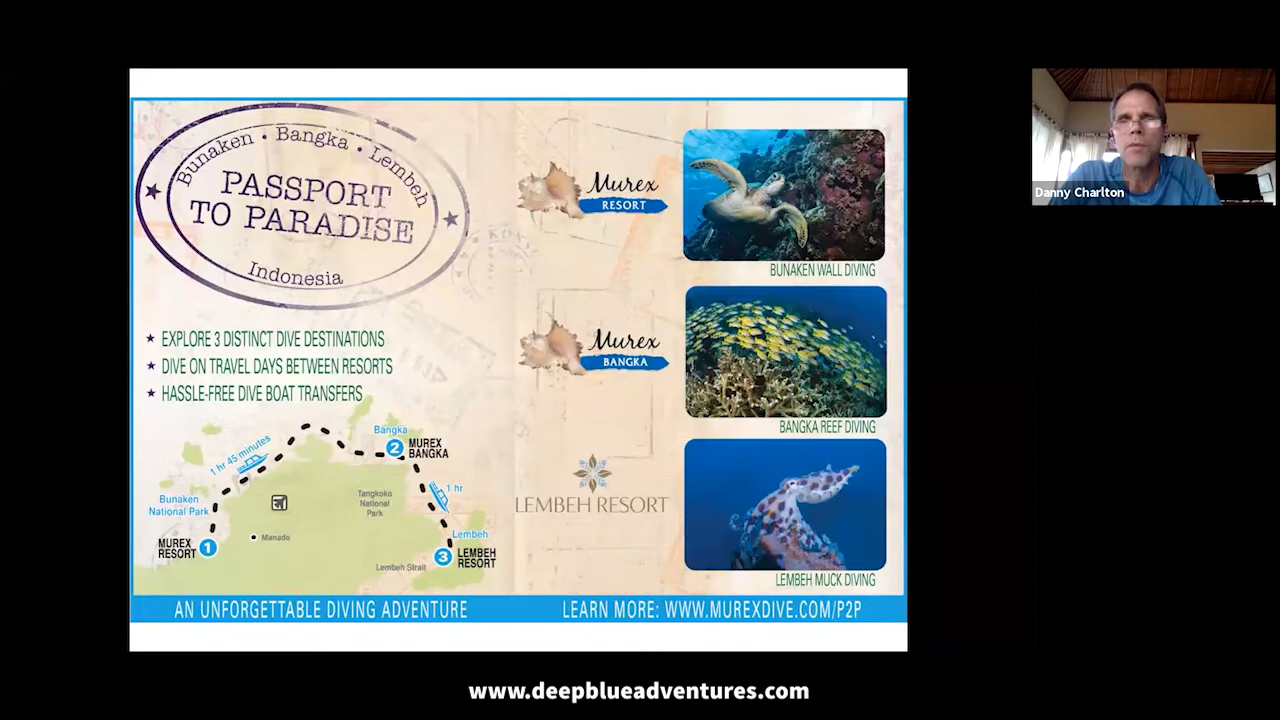 Bunaken • Bangka • Lembeh
PASSPORT
TO PARADISE
Indonesia
EXPLORE 3 DISTINCT DIVE DESTINATIONS
DIVE ON TRAVEL DAYS BETWEEN RESORTS
HASSLE-FREE DIVE BOAT TRANSFERS
1 hr 45 minutes
Bangka
2 MUREX
BANGKA
1 hr
Tangkoko
National
Park
Bunaken
National Park
Manado
MUREX
RESORT 1
Lembeh
3 LEMBEH
RESORT
Lembeh Strait
Murex
RESORT
BUNAKEN WALL DIVING
Murex
BANGKA
BANGKA REEF DIVING
LEMBEH RESORT
LEMBEH MUCK DIVING
AN UNFORGETTABLE DIVING ADVENTURE
LEARN MORE: WWW.MUREXDIVE.COM/P2P
Danny Charlton
www.deepblueadventures.com